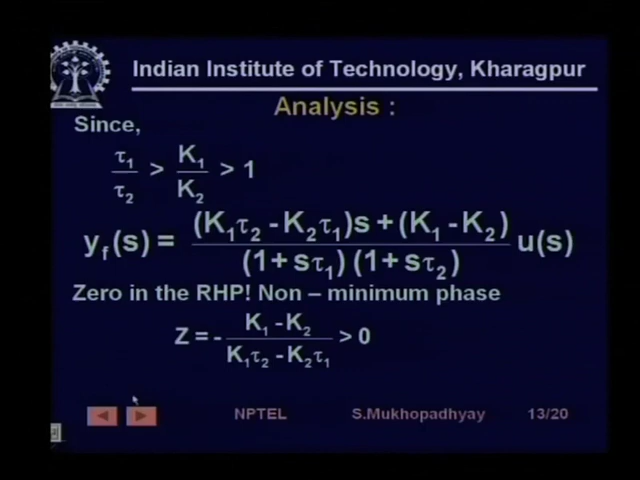 Indian Institute of Technology, Kharagpur
Analysis :
Since,
τ₁/τ₂ > K₁/K₂ > 1
y_f(s) = (K₁τ₂ - K₂τ₁)s + (K₁ - K₂) / (1 + sτ₁) (1 + sτ₂) u(s)
Zero in the RHP! Non – minimum phase
Z = - K₁ - K₂ / K₁τ₂ - K₂τ₁ > 0
NPTEL S.Mukhopadhyay 13/20